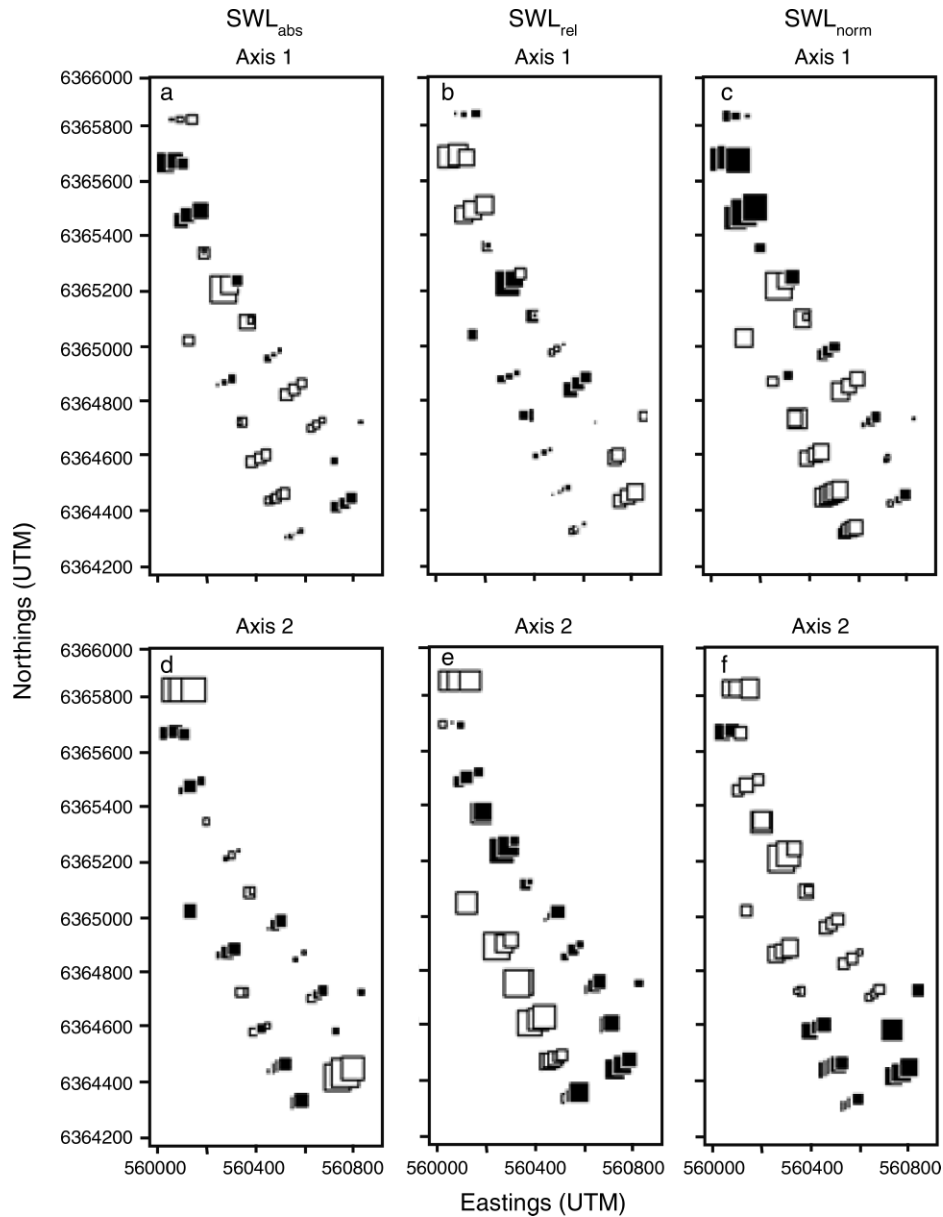 SWLabs SWLrel SWLnorm
Axis 1 Axis 1 Axis 1
6366000
a b c
6365800
6365600
6365400
6365200
6365000
6364800
6364600
6364400
6364200
Northings (UTM)
Axis 2 Axis 2 Axis 2
6366000
d e f
6365800
6365600
6365400
6365200
6365000
6364800
6364600
6364400
6364200
560000 560400 560800 560000 560400 560800 560000 560400 560800
Eastings (UTM)